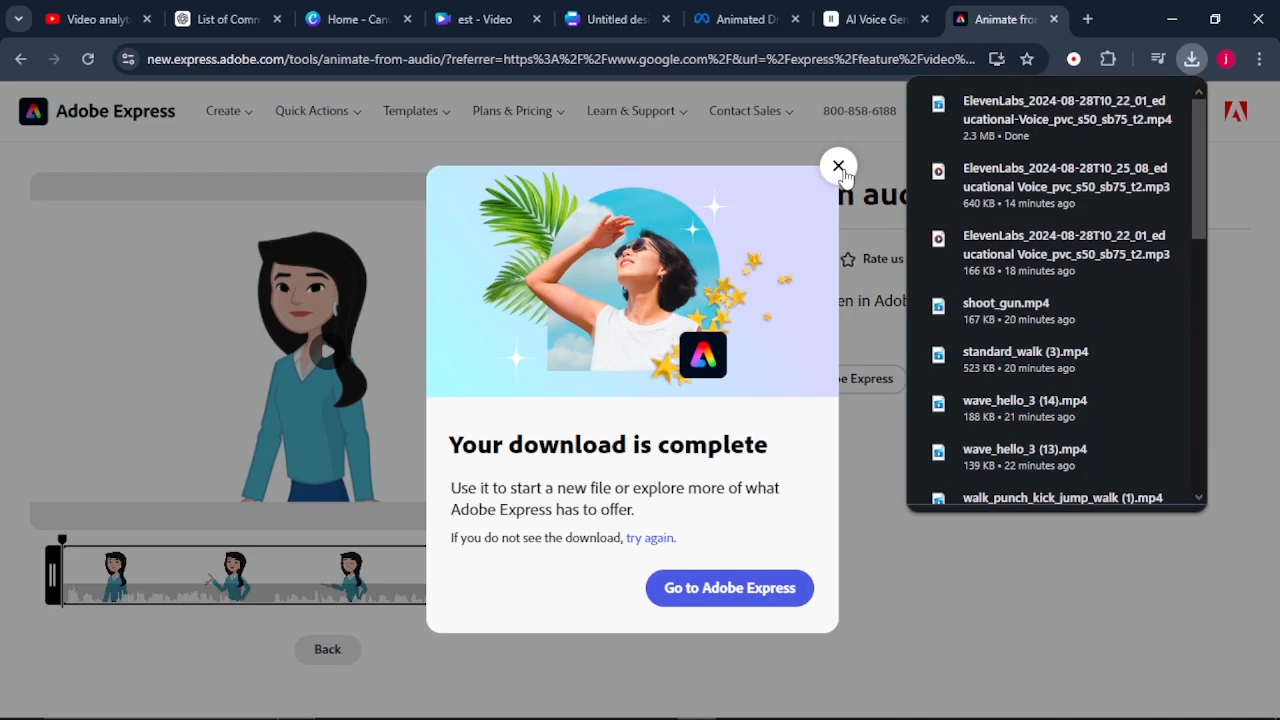 Video analyt
List of Comm
Home - Can
est - Video
Untitled des
Animated Dr
AI Voice Gen
Animate fro
new.express.adobe.com/tools/animate-from-audio/?referrer=https%3A%2F%2Fwww.google.com%2F&url=%2Fexpress%2Ffeature%2Fvideo%...
j
Adobe Express
Create
Quick Actions
Templates
Plans & Pricing
Learn & Support
Contact Sales
800-858-6188
Rate us
en in Adob
be Express
Your download is complete
Use it to start a new file or explore more of what
Adobe Express has to offer.
If you do not see the download, try again.
Go to Adobe Express
Back
ElevenLabs_2024-08-28T10_22_01_ed
ucational-Voice_pvc_s50_sb75_t2.mp4
2.3 MB • Done
ElevenLabs_2024-08-28T10_25_08_ed
ucational Voice_pvc_s50_sb75_t2.mp3
640 KB • 14 minutes ago
ElevenLabs_2024-08-28T10_22_01_ed
ucational Voice_pvc_s50_sb75_t2.mp3
166 KB • 18 minutes ago
shoot_gun.mp4
167 KB • 20 minutes ago
standard_walk (3).mp4
523 KB • 20 minutes ago
wave_hello_3 (14).mp4
188 KB • 21 minutes ago
wave_hello_3 (13).mp4
139 KB • 22 minutes ago
walk_punch_kick_jump_walk (1).mp4